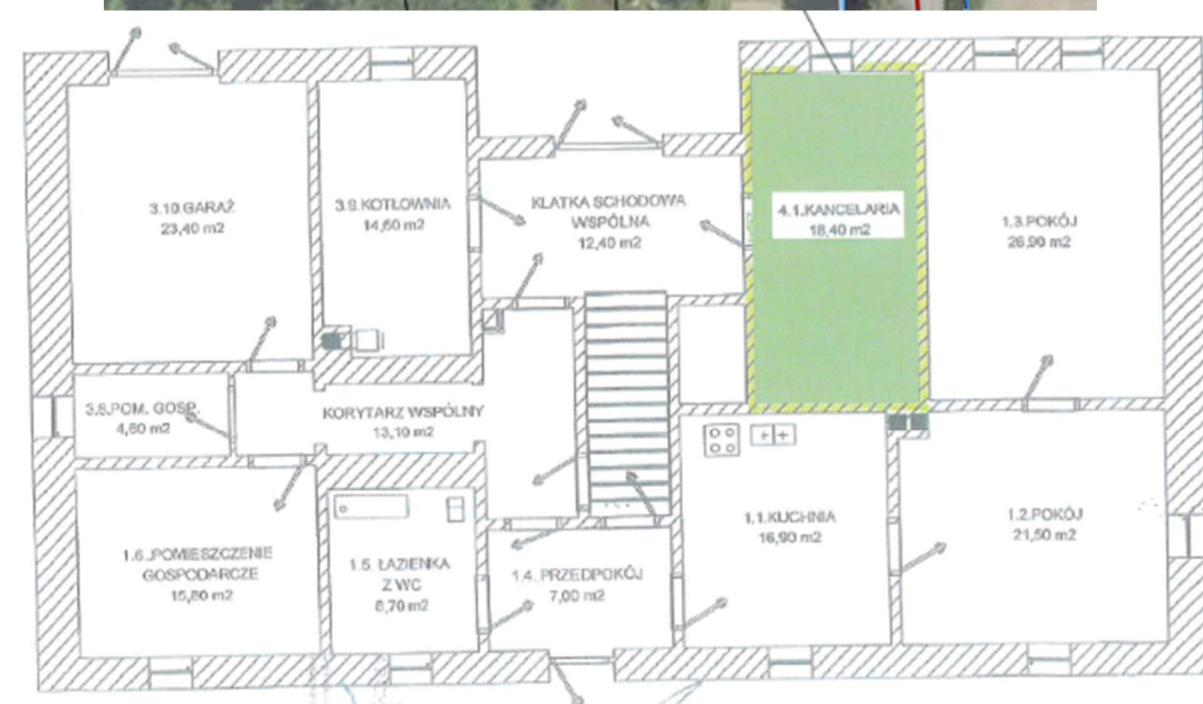 3.10.GARAŻ
23,40 m2
3.9.KOTŁOWNIA
14,60 m2
KLATKA SCHODOWA
WSPÓLNA
12,40 m2
4.1.KANCELARIA
18,40 m2
1.3.POKÓJ
26,90 m2
3.8.POM. GOSP.
4,60 m2
KORYTARZ WSPÓLNY
13,10 m2
1.6.POMIESZCZENIE
GOSPODARCZE
15,80 m2
1.5. ŁAZIENKA
Z WC
8,70 m2
1.4. PRZEDPOKÓJ
7,00 m2
1.1.KUCHNIA
16,90 m2
1.2.POKÓJ
21,50 m2